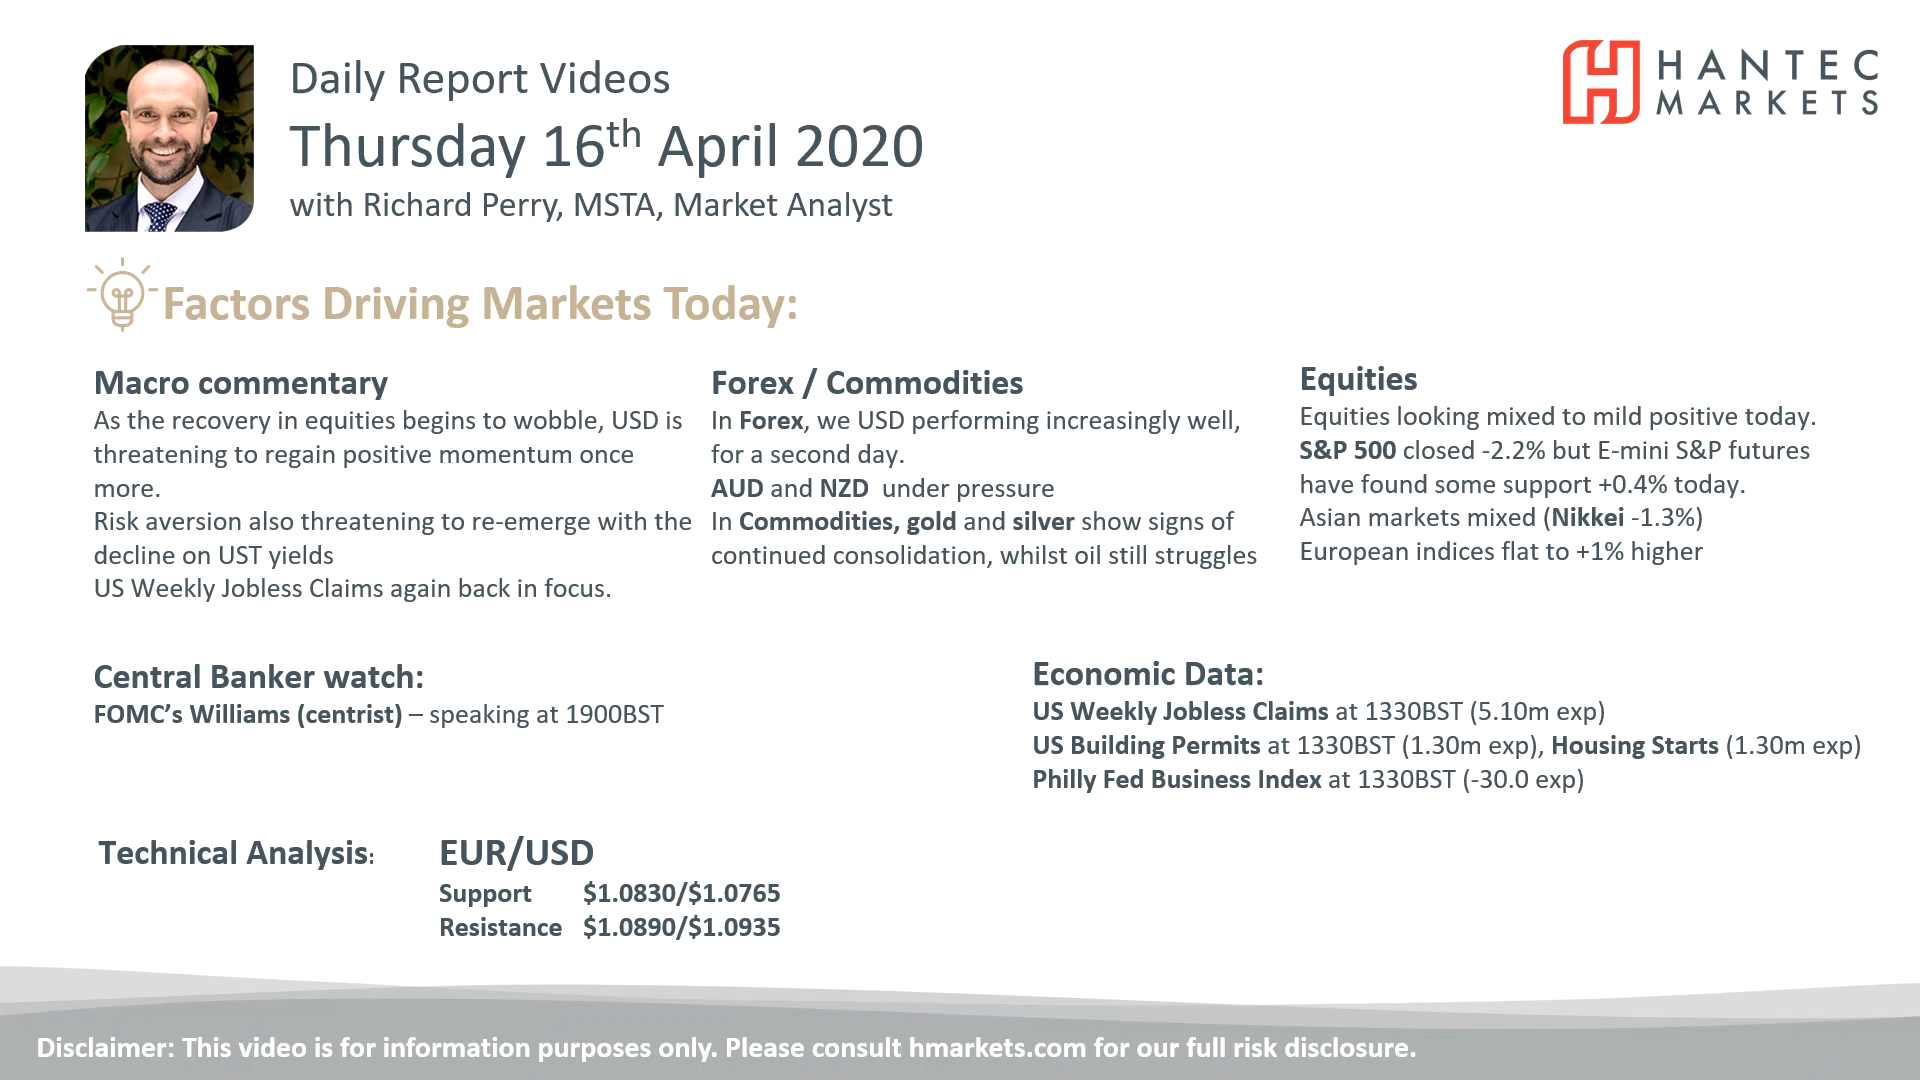 Daily Report Videos
Thursday 16th April 2020
with Richard Perry, MSTA, Market Analyst
HANTEC
MARKETS
Factors Driving Markets Today:
Macro commentary
As the recovery in equities begins to wobble, USD is
threatening to regain positive momentum once
more.
Risk aversion also threatening to re-emerge with the
decline on UST yields
US Weekly Jobless Claims again back in focus.
Forex / Commodities
In Forex, we USD performing increasingly well,
for a second day.
AUD and NZD  under pressure
In Commodities, gold and silver show signs of
continued consolidation, whilst oil still struggles
Equities
Equities looking mixed to mild positive today.
S&P 500 closed -2.2% but E-mini S&P futures
have found some support +0.4% today.
Asian markets mixed (Nikkei -1.3%)
European indices flat to +1% higher
Central Banker watch:
FOMC’s Williams (centrist) – speaking at 1900BST
Economic Data:
US Weekly Jobless Claims at 1330BST (5.10m exp)
US Building Permits at 1330BST (1.30m exp), Housing Starts (1.30m exp)
Philly Fed Business Index at 1330BST (-30.0 exp)
Technical Analysis:
EUR/USD
Support $1.0830/$1.0765
Resistance $1.0890/$1.0935
Disclaimer: This video is for information purposes only. Please consult hmarkets.com for our full risk disclosure.